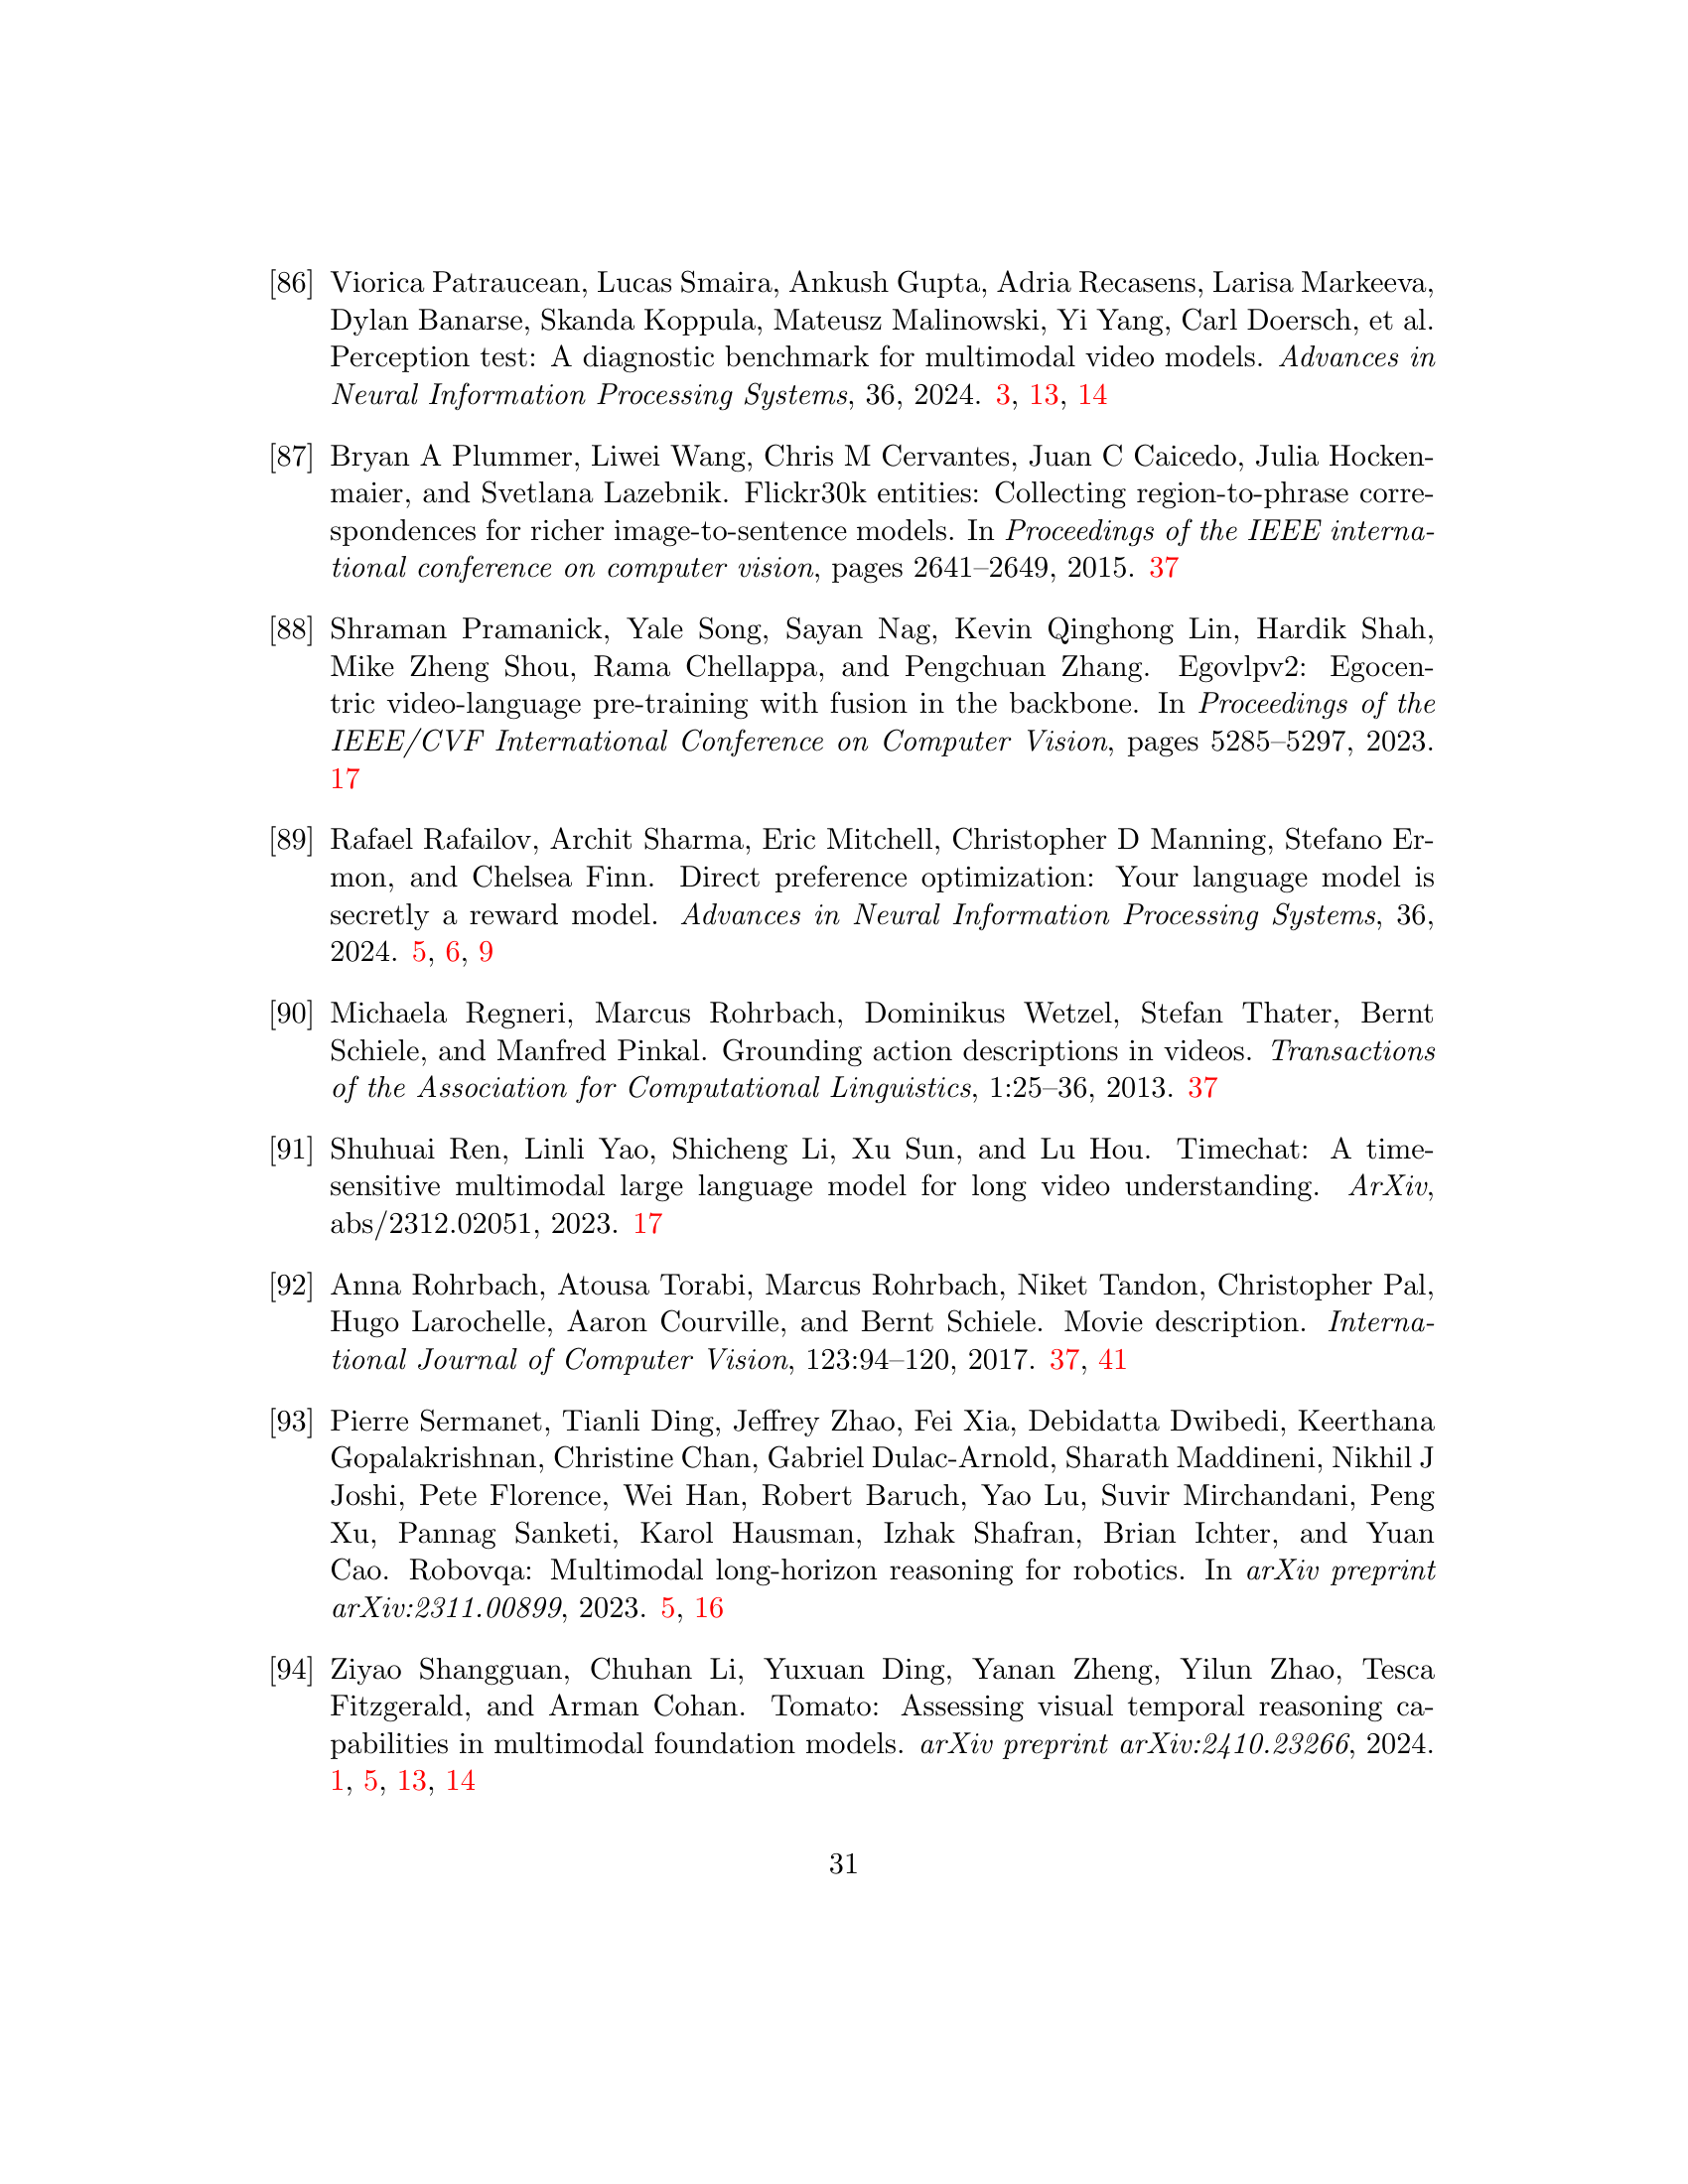 [86] Viorica Patraucean, Lucas Smaira, Ankush Gupta, Adria Recasens, Larisa Markeeva,
Dylan Banarse, Skanda Koppula, Mateusz Malinowski, Yi Yang, Carl Doersch, et al.
Perception test: A diagnostic benchmark for multimodal video models. Advances in
Neural Information Processing Systems, 36, 2024. 3, 13, 14
[87] Bryan A Plummer, Liwei Wang, Chris M Cervantes, Juan C Caicedo, Julia Hocken-
maier, and Svetlana Lazebnik. Flickr30k entities: Collecting region-to-phrase corre-
spondences for richer image-to-sentence models. In Proceedings of the IEEE interna-
tional conference on computer vision, pages 2641–2649, 2015. 37
[88] Shraman Pramanick, Yale Song, Sayan Nag, Kevin Qinghong Lin, Hardik Shah,
Mike Zheng Shou, Rama Chellappa, and Pengchuan Zhang. Egovlpv2: Egocen-
tric video-language pre-training with fusion in the backbone. In Proceedings of the
IEEE/CVF International Conference on Computer Vision, pages 5285–5297, 2023.
17
[89] Rafael Rafailov, Archit Sharma, Eric Mitchell, Christopher D Manning, Stefano Er-
mon, and Chelsea Finn. Direct preference optimization: Your language model is
secretly a reward model. Advances in Neural Information Processing Systems, 36,
2024. 5, 6, 9
[90] Michaela Regneri, Marcus Rohrbach, Dominikus Wetzel, Stefan Thater, Bernt
Schiele, and Manfred Pinkal. Grounding action descriptions in videos. Transactions
of the Association for Computational Linguistics, 1:25–36, 2013. 37
[91] Shuhuai Ren, Linli Yao, Shicheng Li, Xu Sun, and Lu Hou. Timechat: A time-
sensitive multimodal large language model for long video understanding. ArXiv,
abs/2312.02051, 2023. 17
[92] Anna Rohrbach, Atousa Torabi, Marcus Rohrbach, Niket Tandon, Christopher Pal,
Hugo Larochelle, Aaron Courville, and Bernt Schiele. Movie description. Interna-
tional Journal of Computer Vision, 123:94–120, 2017. 37, 41
[93] Pierre Sermanet, Tianli Ding, Jeffrey Zhao, Fei Xia, Debidatta Dwibedi, Keerthana
Gopalakrishnan, Christine Chan, Gabriel Dulac-Arnold, Sharath Maddineni, Nikhil J
Joshi, Pete Florence, Wei Han, Robert Baruch, Yao Lu, Suvir Mirchandani, Peng
Xu, Pannag Sanketi, Karol Hausman, Izhak Shafran, Brian Ichter, and Yuan
Cao. Robovqa: Multimodal long-horizon reasoning for robotics. In arXiv preprint
arXiv:2311.00899, 2023. 5, 16
[94] Ziyao Shangguan, Chuhan Li, Yuxuan Ding, Yanan Zheng, Yilun Zhao, Tesca
Fitzgerald, and Arman Cohan. Tomato: Assessing visual temporal reasoning ca-
pabilities in multimodal foundation models. arXiv preprint arXiv:2410.23266, 2024.
1, 5, 13, 14
31